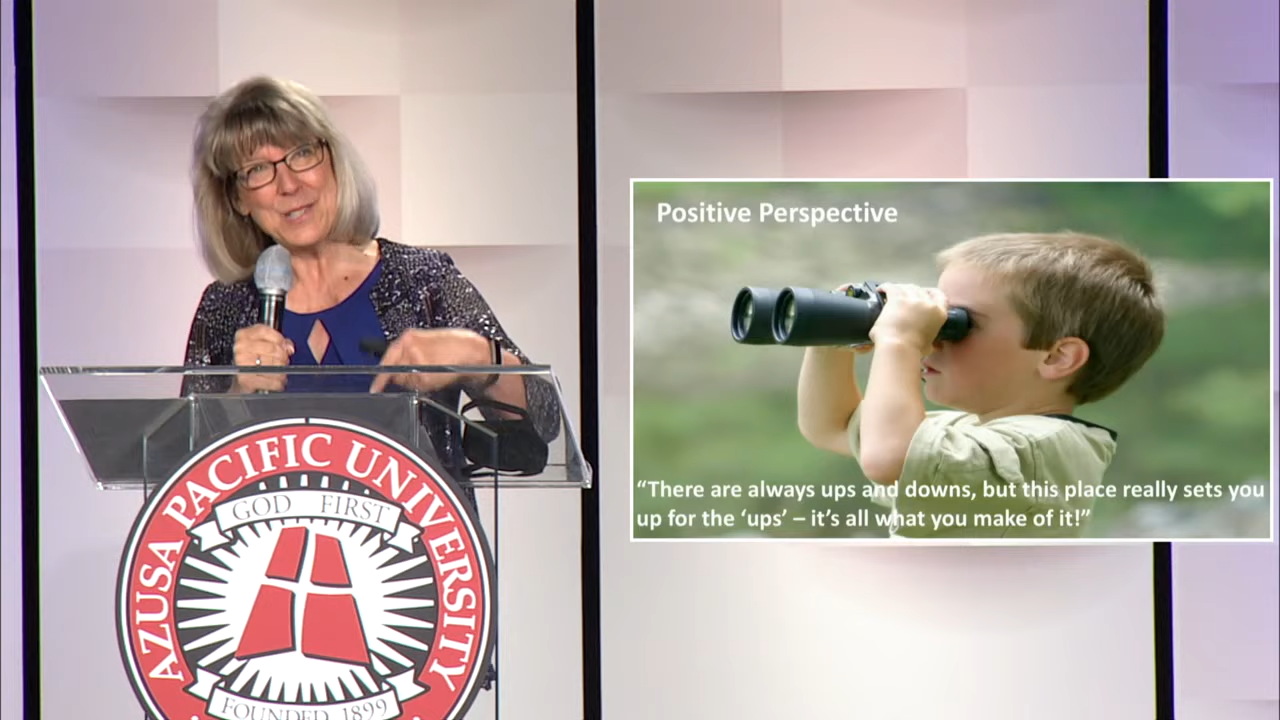 AZUSA PACIFIC UNIVERSITY
GOD FIRST
FOUNDED 1899
Positive Perspective
“There are always ups and downs, but this place really sets you
up for the ‘ups’ – it’s all what you make of it!”